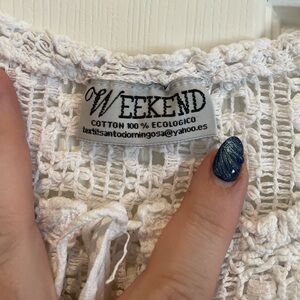 WEEKEND
COTTON 100 % ECOLOGICO
textilsantodomingosa@yahoo.es